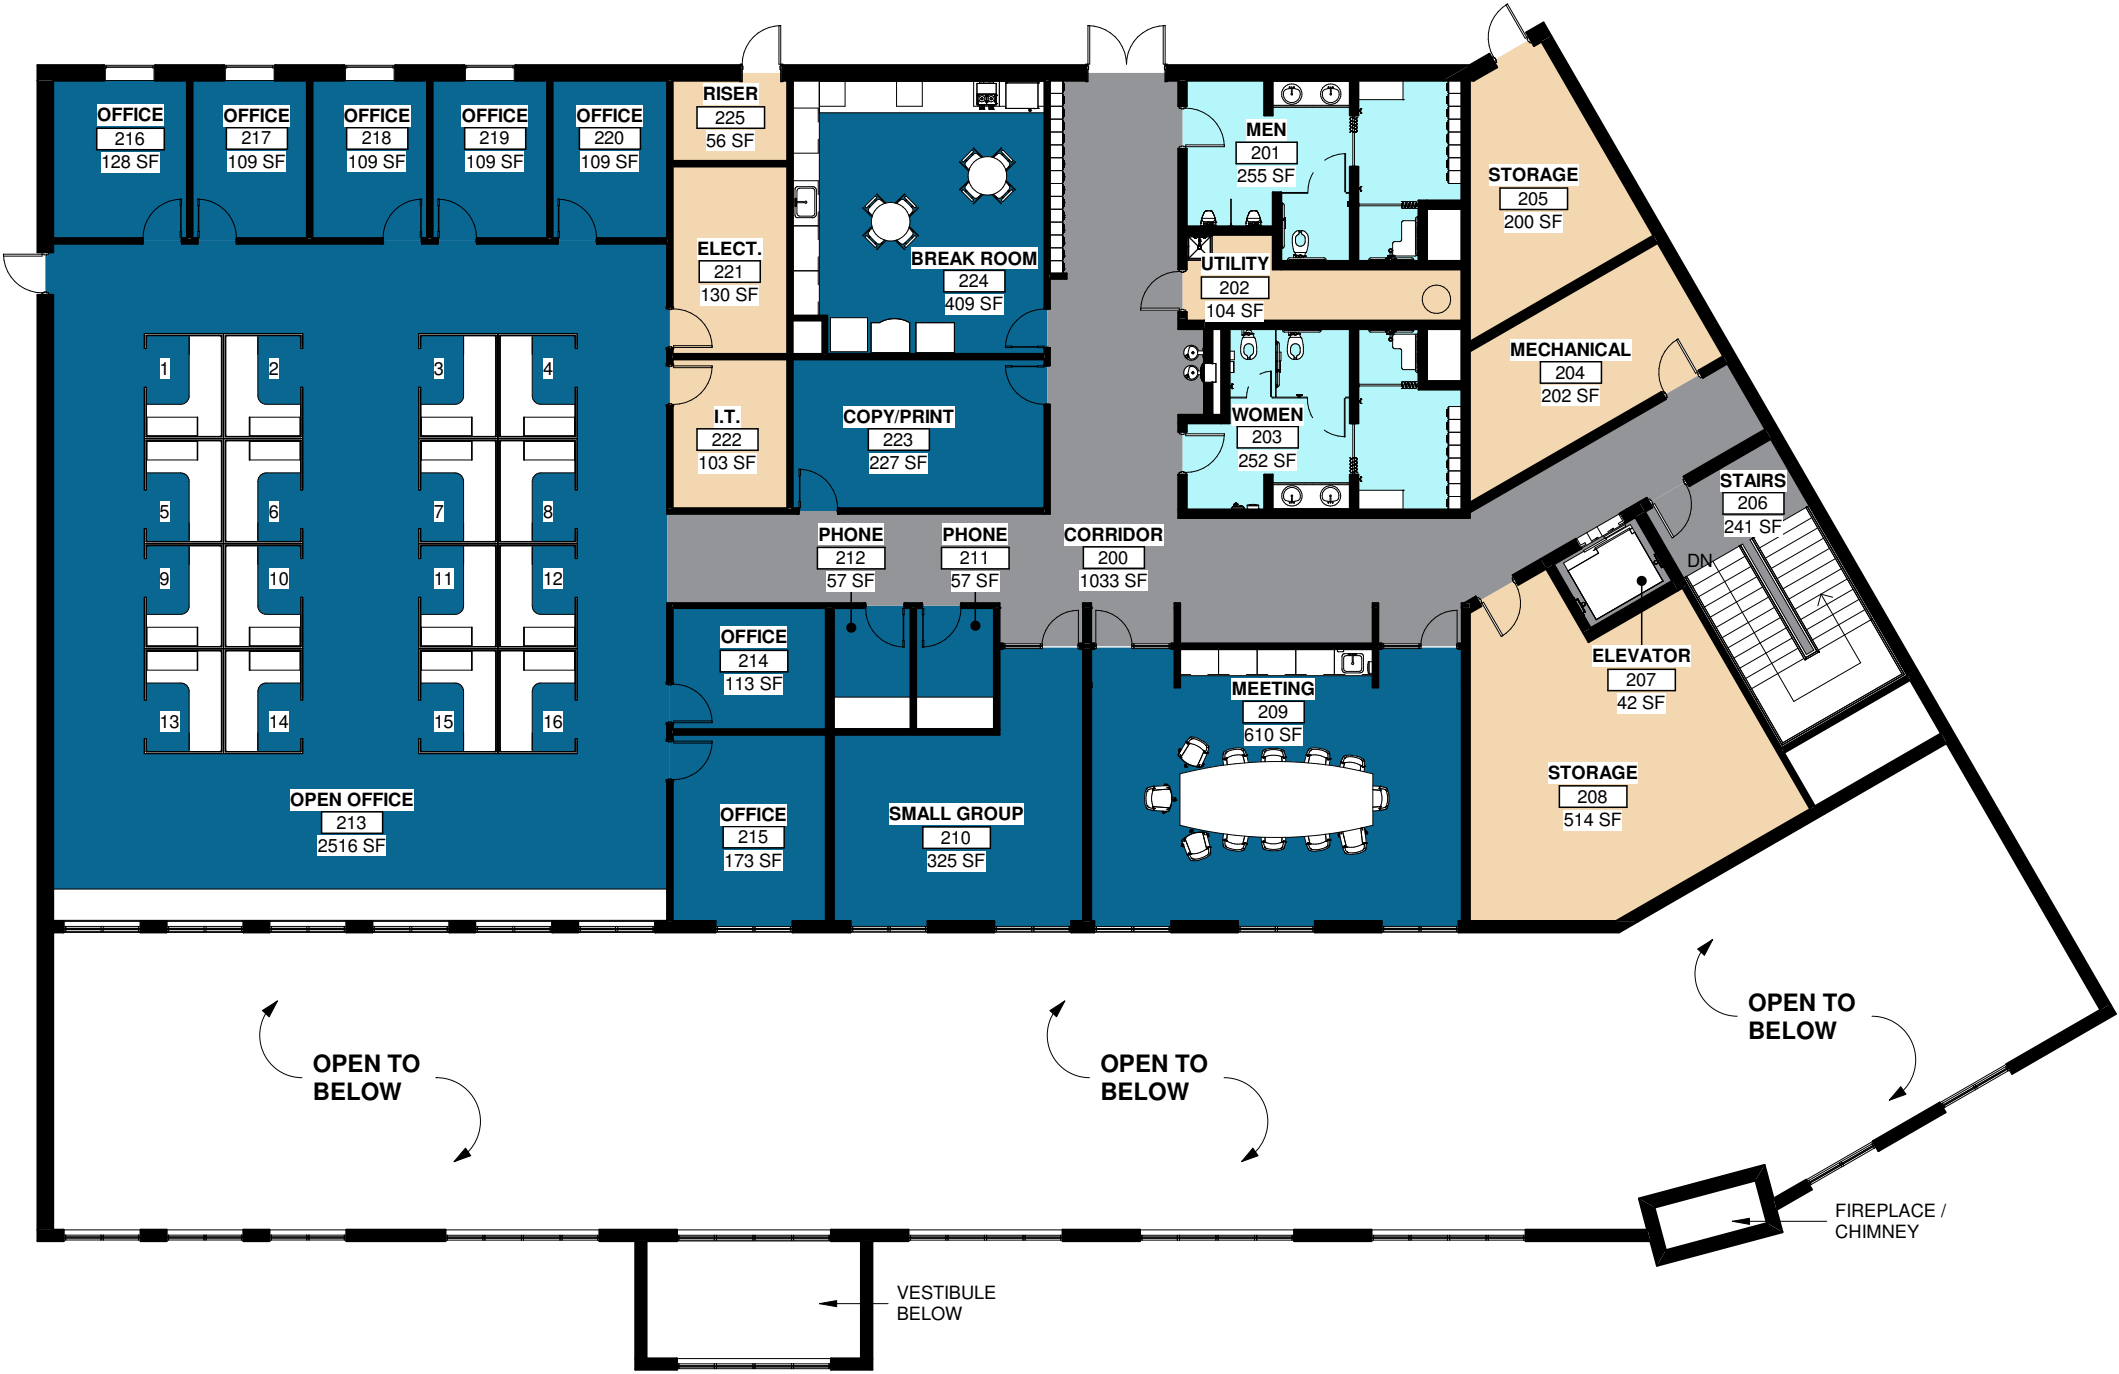 OFFICE
216
128 SF
OFFICE
217
109 SF
OFFICE
218
109 SF
OFFICE
219
109 SF
OFFICE
220
109 SF
RISER
225
56 SF
ELECT.
221
130 SF
BREAK ROOM
224
409 SF
MEN
201
255 SF
UTILITY
202
104 SF
STORAGE
205
200 SF
MECHANICAL
204
202 SF
I.T.
222
103 SF
COPY/PRINT
223
227 SF
WOMEN
203
252 SF
STAIRS
206
241 SF
DN
1
2
3
4
5
6
7
8
9
10
11
12
13
14
15
16
PHONE
212
57 SF
PHONE
211
57 SF
CORRIDOR
200
1033 SF
OFFICE
214
113 SF
ELEVATOR
207
42 SF
MEETING
209
610 SF
OPEN OFFICE
213
2516 SF
OFFICE
215
173 SF
SMALL GROUP
210
325 SF
STORAGE
208
514 SF
OPEN TO
BELOW
OPEN TO
BELOW
OPEN TO
BELOW
FIREPLACE /
CHIMNEY
VESTIBULE
BELOW